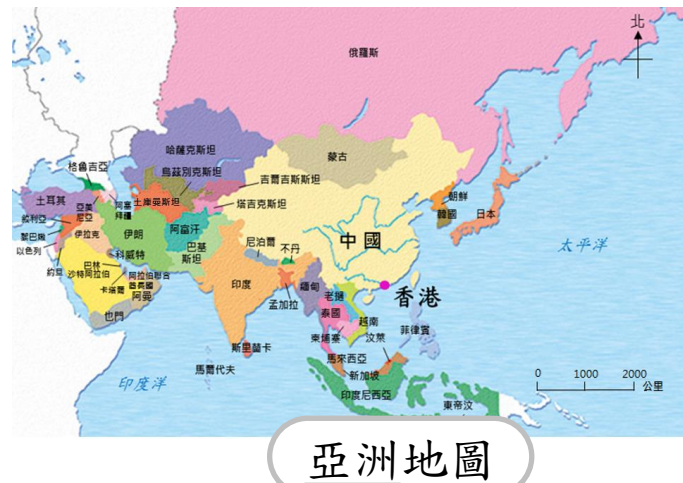 北
俄羅斯
哈薩克斯坦
蒙古
格魯吉亞
烏茲別克斯坦
吉爾吉斯斯坦
土耳其
亞美
尼亞
阿塞
拜疆
土庫曼斯坦
塔吉克斯坦
朝鮮
韓國
日本
敘利亞
黎巴嫩
以色列
伊拉克
伊朗
阿富汗
中國
太平洋
約旦
科威特
巴基
斯坦
尼泊爾
不丹
巴林
沙特阿拉伯
卡塔爾
阿拉伯聯合
酋長國
阿曼
印度
孟加拉
緬甸
老撾
香港
也門
泰國
越南
菲律賓
柬埔寨
汶萊
斯里蘭卡
馬來西亞
馬爾代夫
新加坡
印度洋
印度尼西亞
東帝汶
0 1000 2000
公里
亞洲地圖